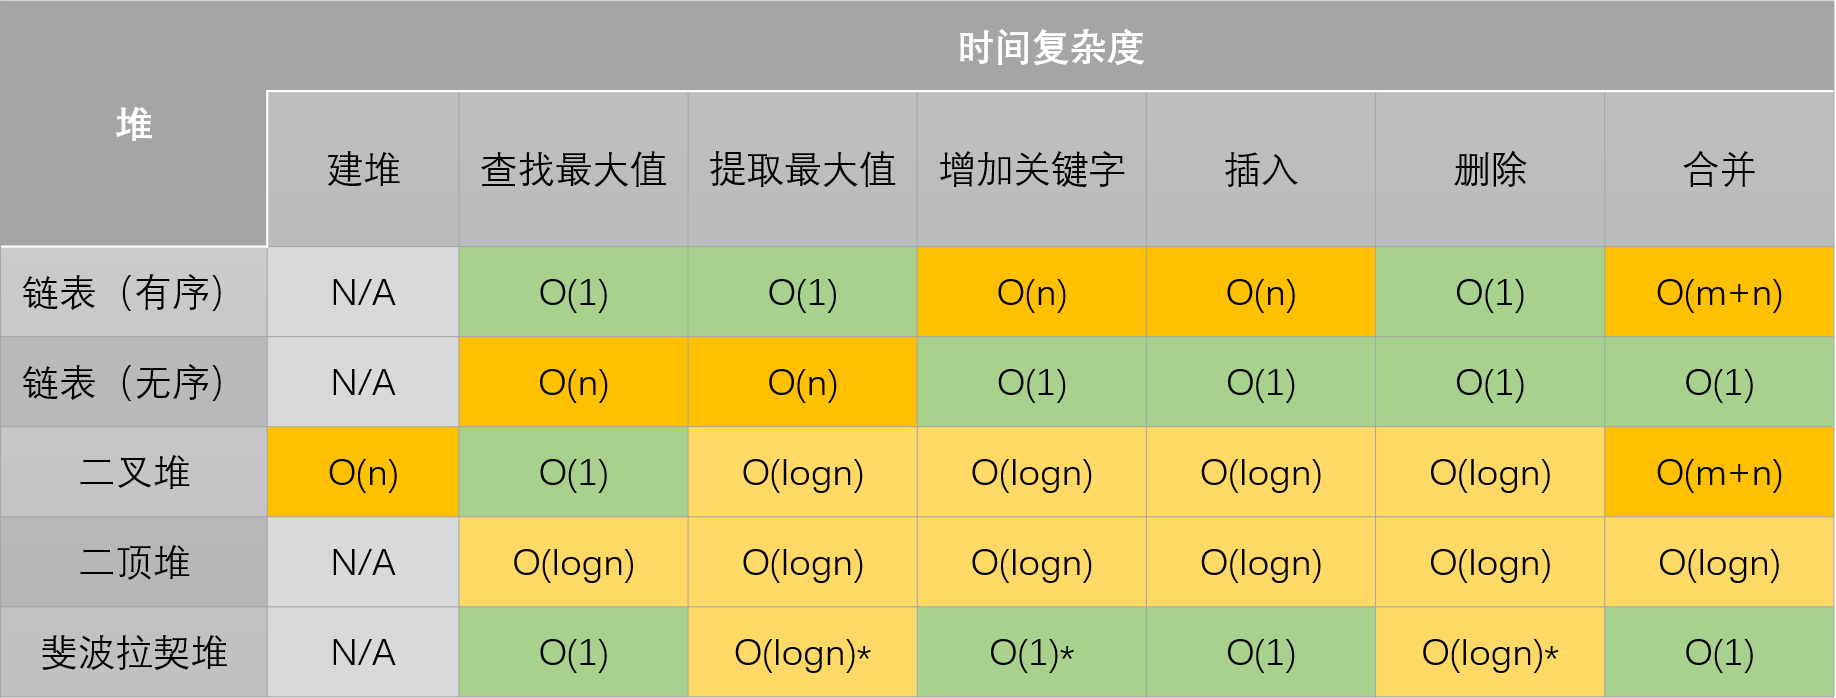 时间复杂度
堆
建堆 查找最大值 提取最大值 增加关键字 插入 删除 合并
链表（有序） N/A O(1) O(1) O(n) O(n) O(1) O(m+n)
链表（无序） N/A O(n) O(n) O(1) O(1) O(1) O(1)
二叉堆 O(n) O(1) O(logn) O(logn) O(logn) O(logn) O(m+n)
二顶堆 N/A O(logn) O(logn) O(logn) O(logn) O(logn) O(logn)
斐波拉契堆 N/A O(1) O(logn)* O(1)* O(1) O(logn)* O(1)